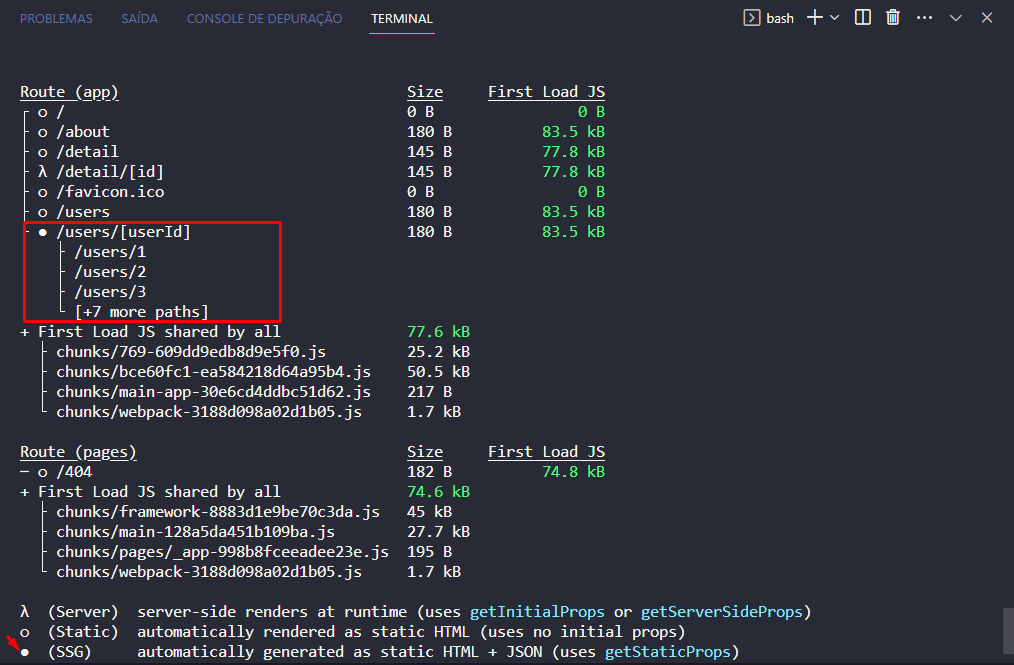 PROBLEMAS SAÍDA CONSOLE DE DEPURAÇÃO TERMINAL bash
Route (app) Size First Load JS
┌ ○ / 0 B 0 B
├ ○ /about 180 B 83.5 kB
├ ○ /detail 145 B 77.8 kB
├ λ /detail/[id] 145 B 77.8 kB
├ ○ /favicon.ico 0 B 0 B
├ ○ /users 180 B 83.5 kB
├ ● /users/[userId] 180 B 83.5 kB
├ /users/1
├ /users/2
├ /users/3
└ [+7 more paths]
+ First Load JS shared by all 77.6 kB
├ chunks/769-609dd9edb8d9e5f0.js 25.2 kB
├ chunks/bce60fc1-ea584218d64a95b4.js 50.5 kB
├ chunks/main-app-30e6cd4ddbc51d62.js 217 B
└ chunks/webpack-3188d098a02d1b05.js 1.7 kB
Route (pages) Size First Load JS
─ ○ /404 182 B 74.8 kB
+ First Load JS shared by all 74.6 kB
├ chunks/framework-8883d1e9be70c3da.js 45 kB
├ chunks/main-128a5da451b109ba.js 27.7 kB
├ chunks/pages/_app-998b8fceeadee23e.js 195 B
└ chunks/webpack-3188d098a02d1b05.js 1.7 kB
λ (Server) server-side renders at runtime (uses getInitialProps or getServerSideProps)
○ (Static) automatically rendered as static HTML (uses no initial props)
● (SSG) automatically generated as static HTML + JSON (uses getStaticProps)